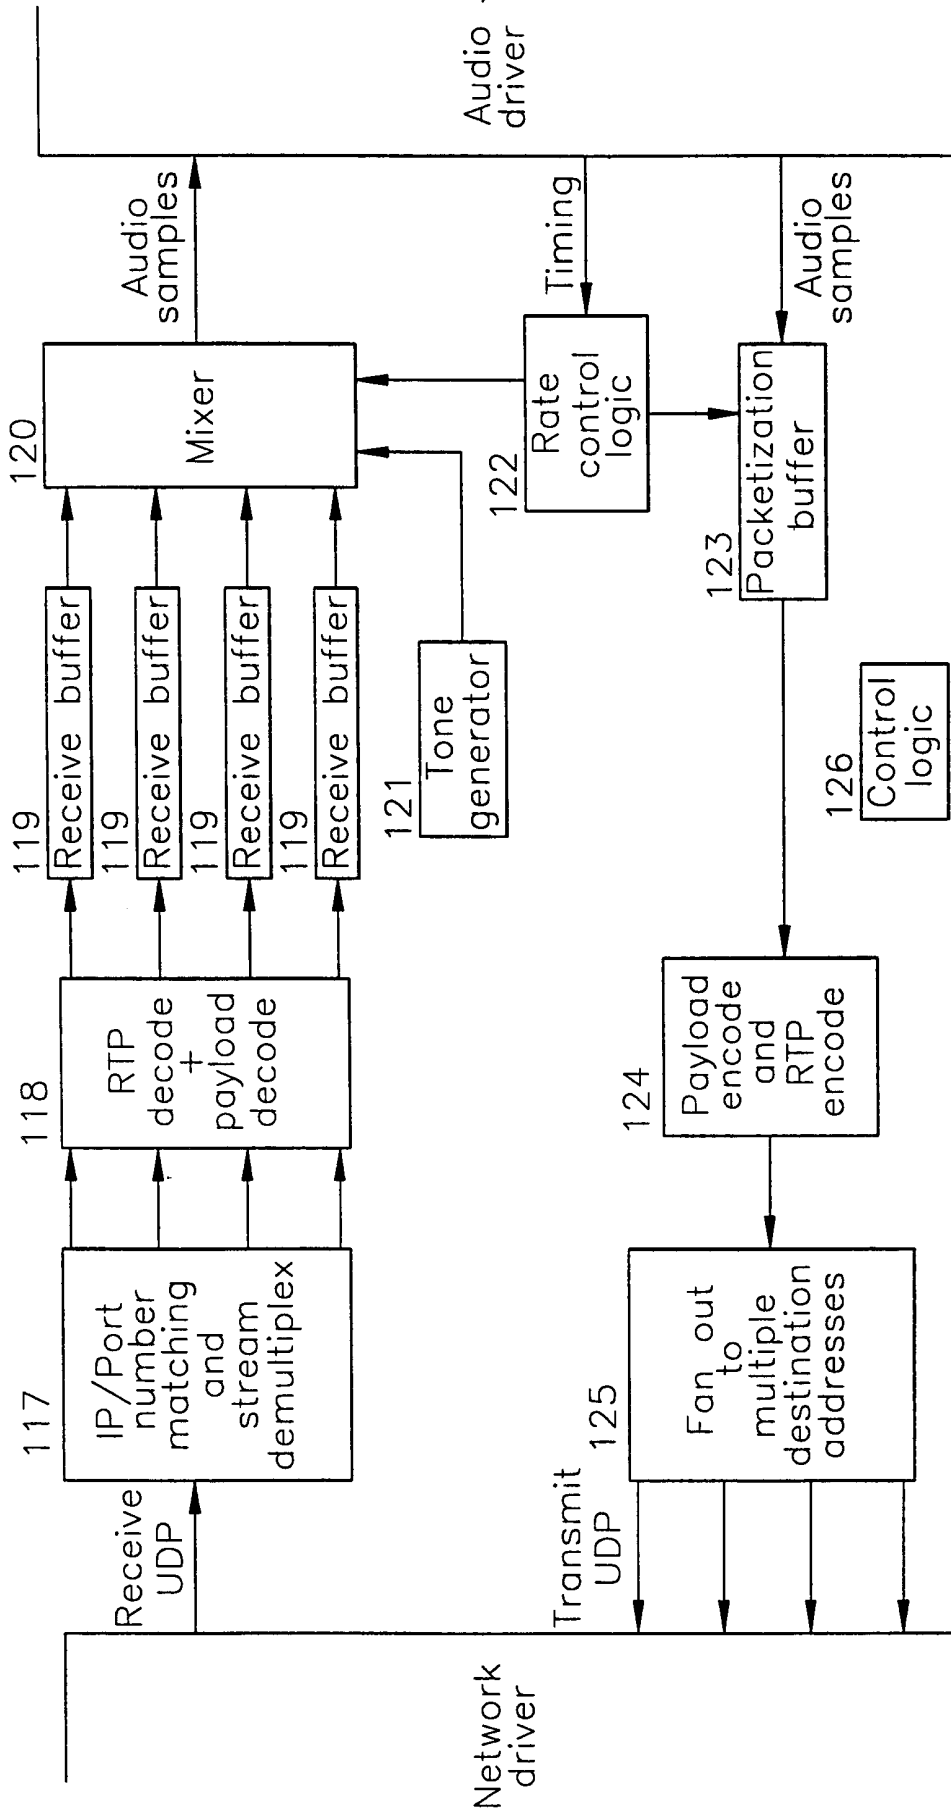 Network
driver
Receive
UDP
117
IP/Port
number
matching
and
stream
demultiplex
118
RTP
decode
+
payload
decode
119
Receive buffer
119
Receive buffer
119
Receive buffer
119
Receive buffer
120
Mixer
Audio
samples
Audio
driver
121
Tone
generator
122
Rate
control
logic
Timing
123
Packetization
buffer
Audio
samples
124
Payload
encode
and
RTP
encode
125
Fan out
to
multiple
destination
addresses
Transmit
UDP
126
Control
logic